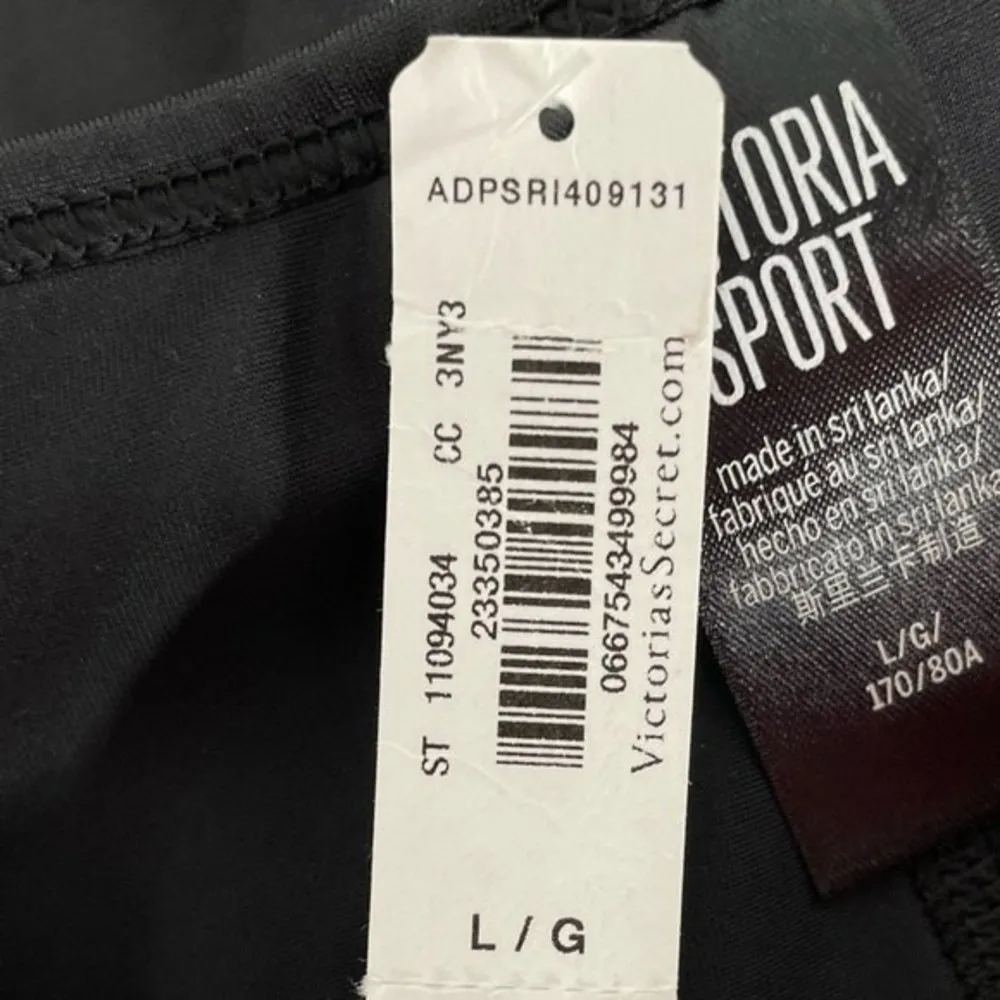 ADPSRI409131
ST 11094034 CC 3NY3
23350385
0667543499984
VictoriasSecret.com
L / G
TORIA
SPORT
made in sri lanka/
fabriqué au sri lanka/
hecho en sri lanka/
fabbricato in sri lanka
斯里兰卡制造
L/G/
170/80A